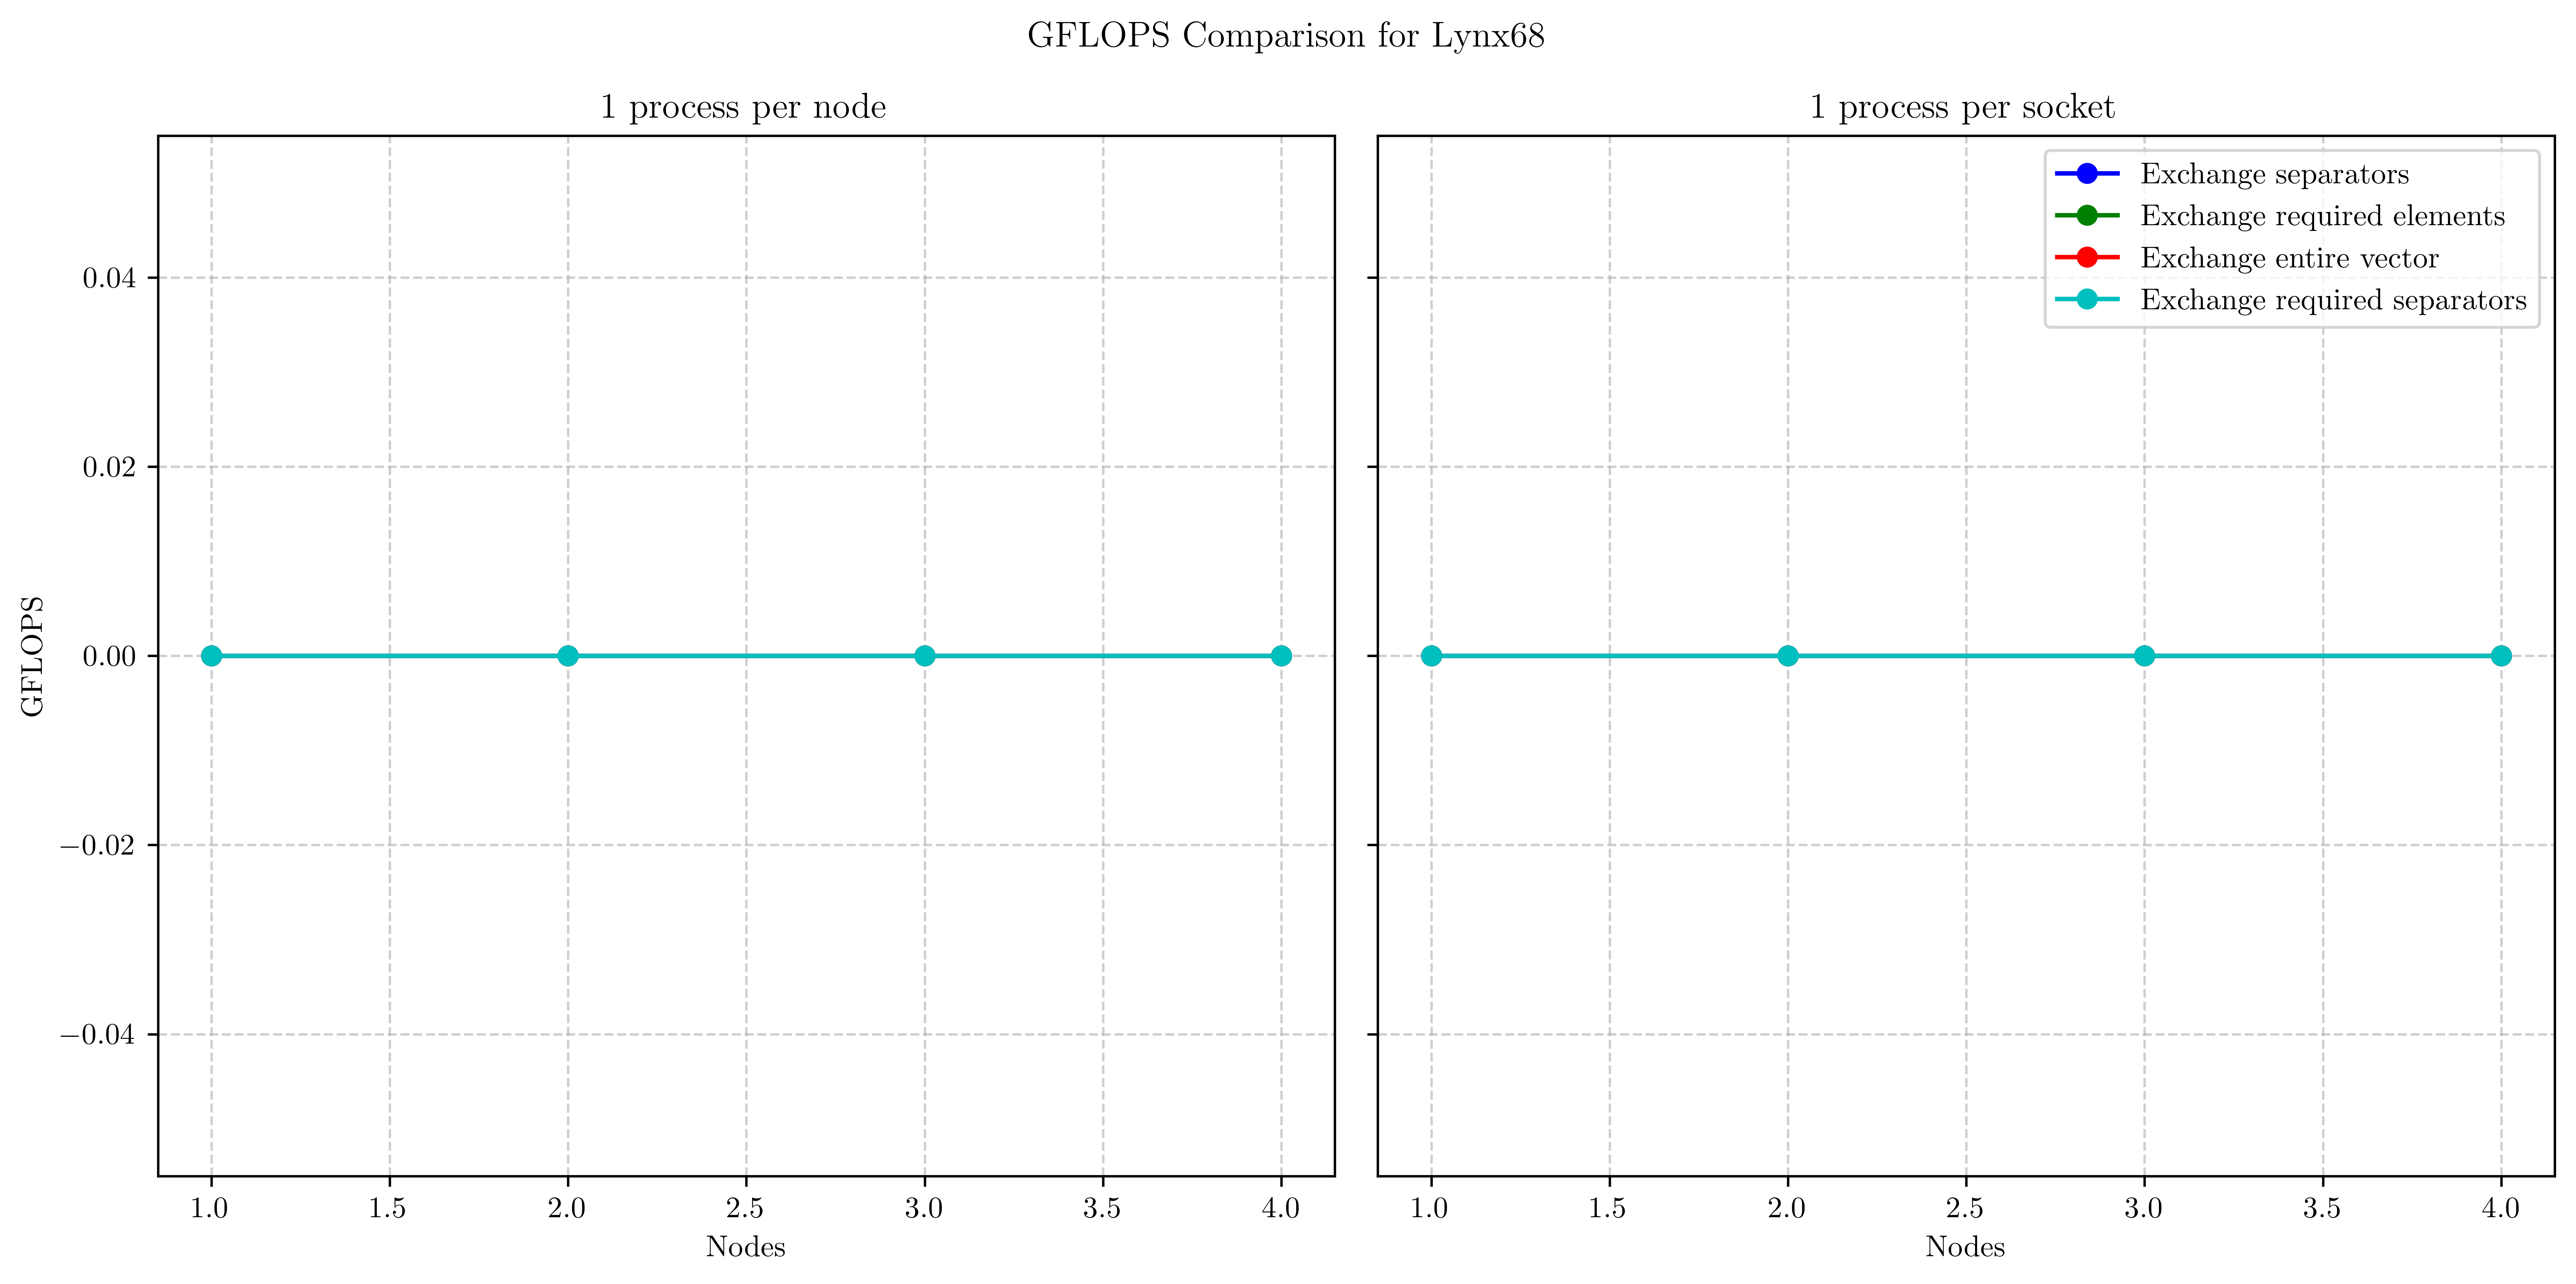 GFLOPS Comparison for Lynx68
1 process per node
1 process per socket
Exchange separators
Exchange required elements
Exchange entire vector
Exchange required separators
GFLOPS
0.04
0.02
0.00
−0.02
−0.04
1.0 1.5 2.0 2.5 3.0 3.5 4.0
1.0 1.5 2.0 2.5 3.0 3.5 4.0
Nodes
Nodes